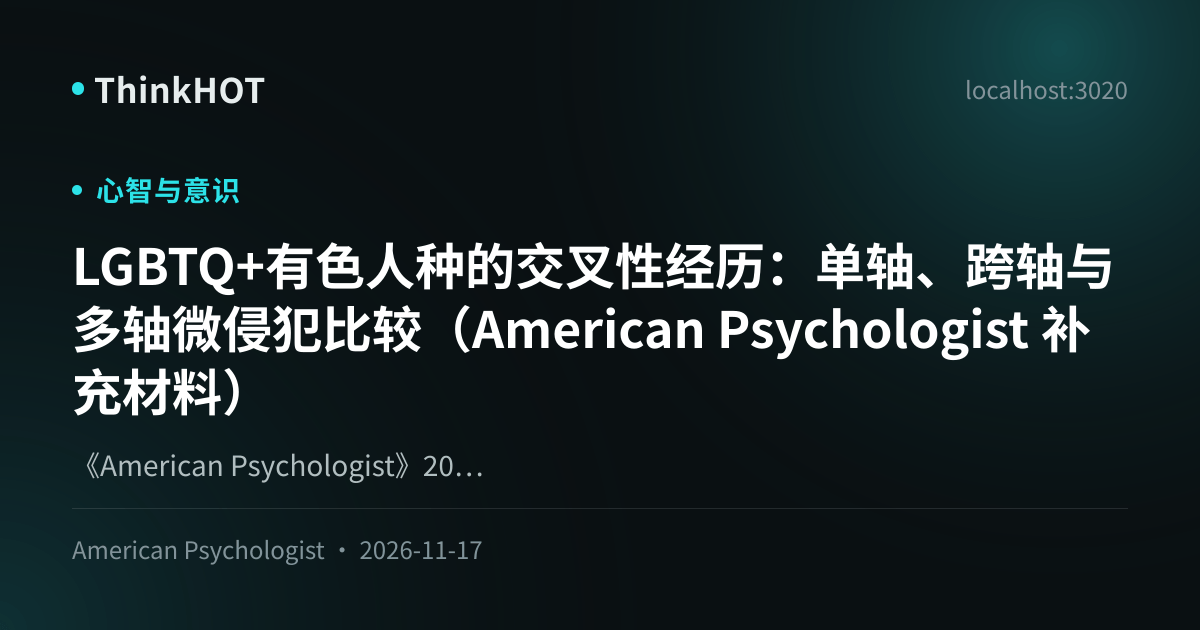 ThinkHOT
localhost:3020
心智与意识
LGBTQ+有色人种的交叉性经历：单轴、跨轴与
多轴微侵犯比较（American Psychologist 补
充材料）
《American Psychologist》20…
American Psychologist · 2026-11-17